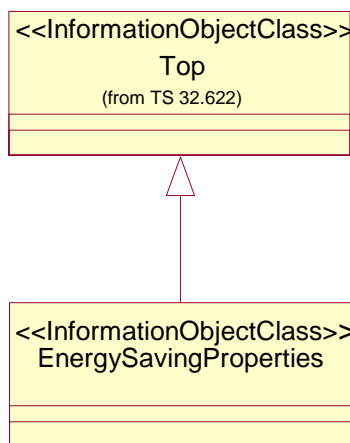 <<InformationObjectClass>>
Top
(from TS 32.622)
<<InformationObjectClass>>
EnergySavingProperties